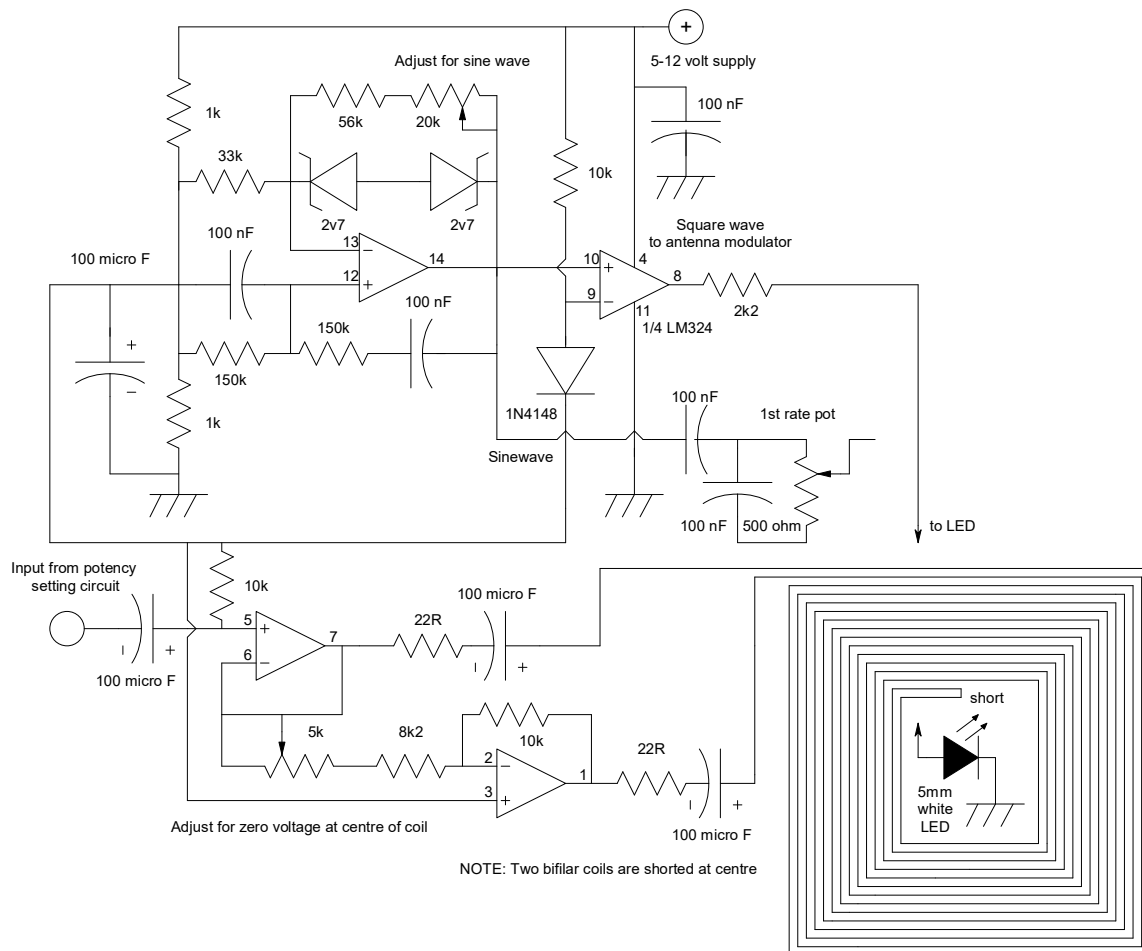 +
5-12 volt supply
Adjust for sine wave
100 nF
1k
56k
20k
33k
10k
2v7
2v7
Square wave
to antenna modulator
100 nF
100 micro F
13
−
14
12
+
10
+
4
8
9
−
11
2k2
1/4 LM324
100 nF
150k
150k
+
−
1k
1N4148
100 nF
1st rate pot
Sinewave
100 nF
500 ohm
to LED
Input from potency
setting circuit
10k
100 micro F
5
+
7
22R
6
−
−
+
−
+
100 micro F
short
5k
8k2
10k
22R
2
−
1
3
+
−
+
5mm
white
LED
Adjust for zero voltage at centre of coil
100 micro F
NOTE: Two bifilar coils are shorted at centre